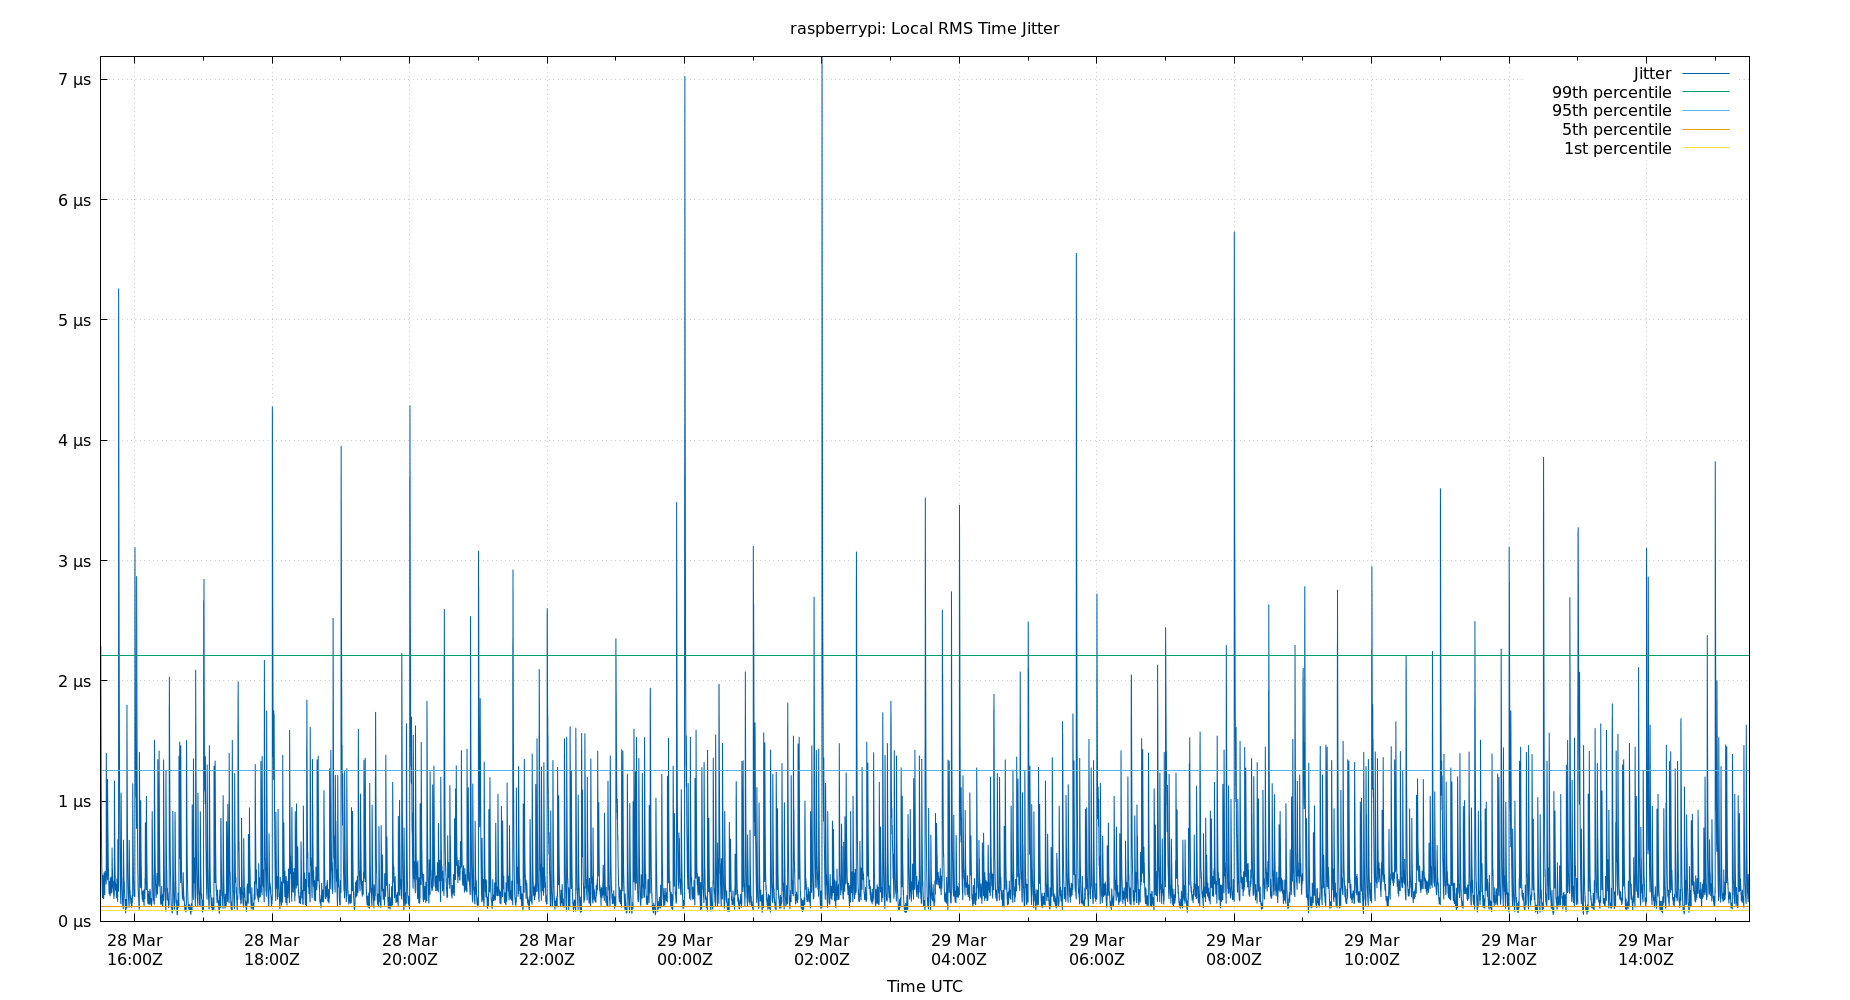 raspberrypi: Local RMS Time Jitter
7 µs
6 µs
5 µs
4 µs
3 µs
2 µs
1 µs
0 µs
Jitter
99th percentile
95th percentile
5th percentile
1st percentile
28 Mar 28 Mar 28 Mar 28 Mar 29 Mar 29 Mar 29 Mar 29 Mar 29 Mar 29 Mar 29 Mar 29 Mar
16:00Z 18:00Z 20:00Z 22:00Z 00:00Z 02:00Z 04:00Z 06:00Z 08:00Z 10:00Z 12:00Z 14:00Z
Time UTC